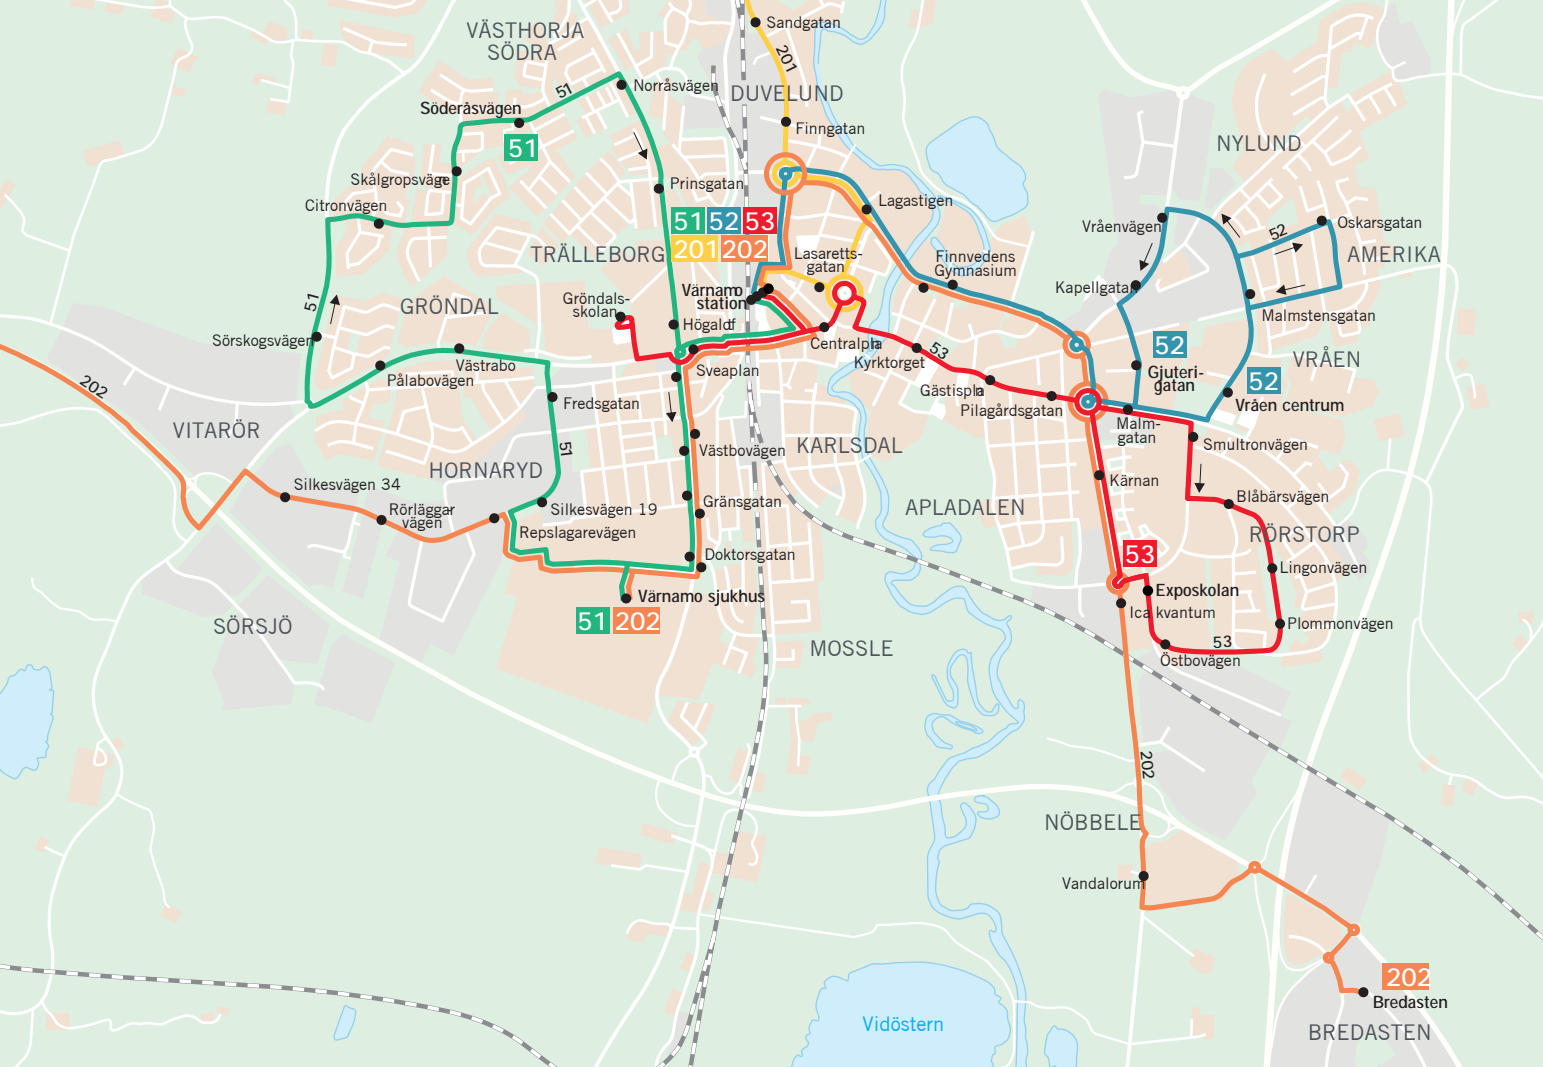 Sandgatan
VÄSTHORJA
SÖDRA
201
51
Norråsvägen
DUVELUND
Söderåsvägen
Finngatan
51
NYLUND
Skålgropsväge
Prinsgatan
Citronvägen
Lagastigen
51 52 53
201 202
Vråenvägen
52
Oskarsgatan
TRÄLLEBORG
Lasaretts-
gatan
Finnvedens
Gymnasium
AMERIKA
Värnamo
station
Kapellgatan
51
GRÖNDAL
Gröndals-
skolan
Malmstensgatan
Högalid
Sörskogsvägen
Centralpla
Kyrktorget
53
52
VRÅEN
Västrabo
Pålabovägen
Sveaplan
Gjuteri-
gatan
52
202
Gästispla
Fredsgatan
Pilagårdsgatan
Vråen centrum
VITARÖR
Malm-
gatan
KARLSDAL
Smultronvägen
51
Västbovägen
HORNARYD
Silkesvägen 34
Kärnan
Blåbärsvägen
Gränsgatan
Rörläggar
vägen
Silkesvägen 19
APLADALEN
Repslagarevägen
RÖRSTORP
Doktorsgatan
53
Lingonvägen
Värnamo sjukhus
Exposkolan
51 202
Ica kvantum
SÖRSJÖ
Plommonvägen
MOSSLE
53
Östbovägen
202
NÖBBELE
Vandalorum
202
Bredasten
Vidöstern
BREDASTEN